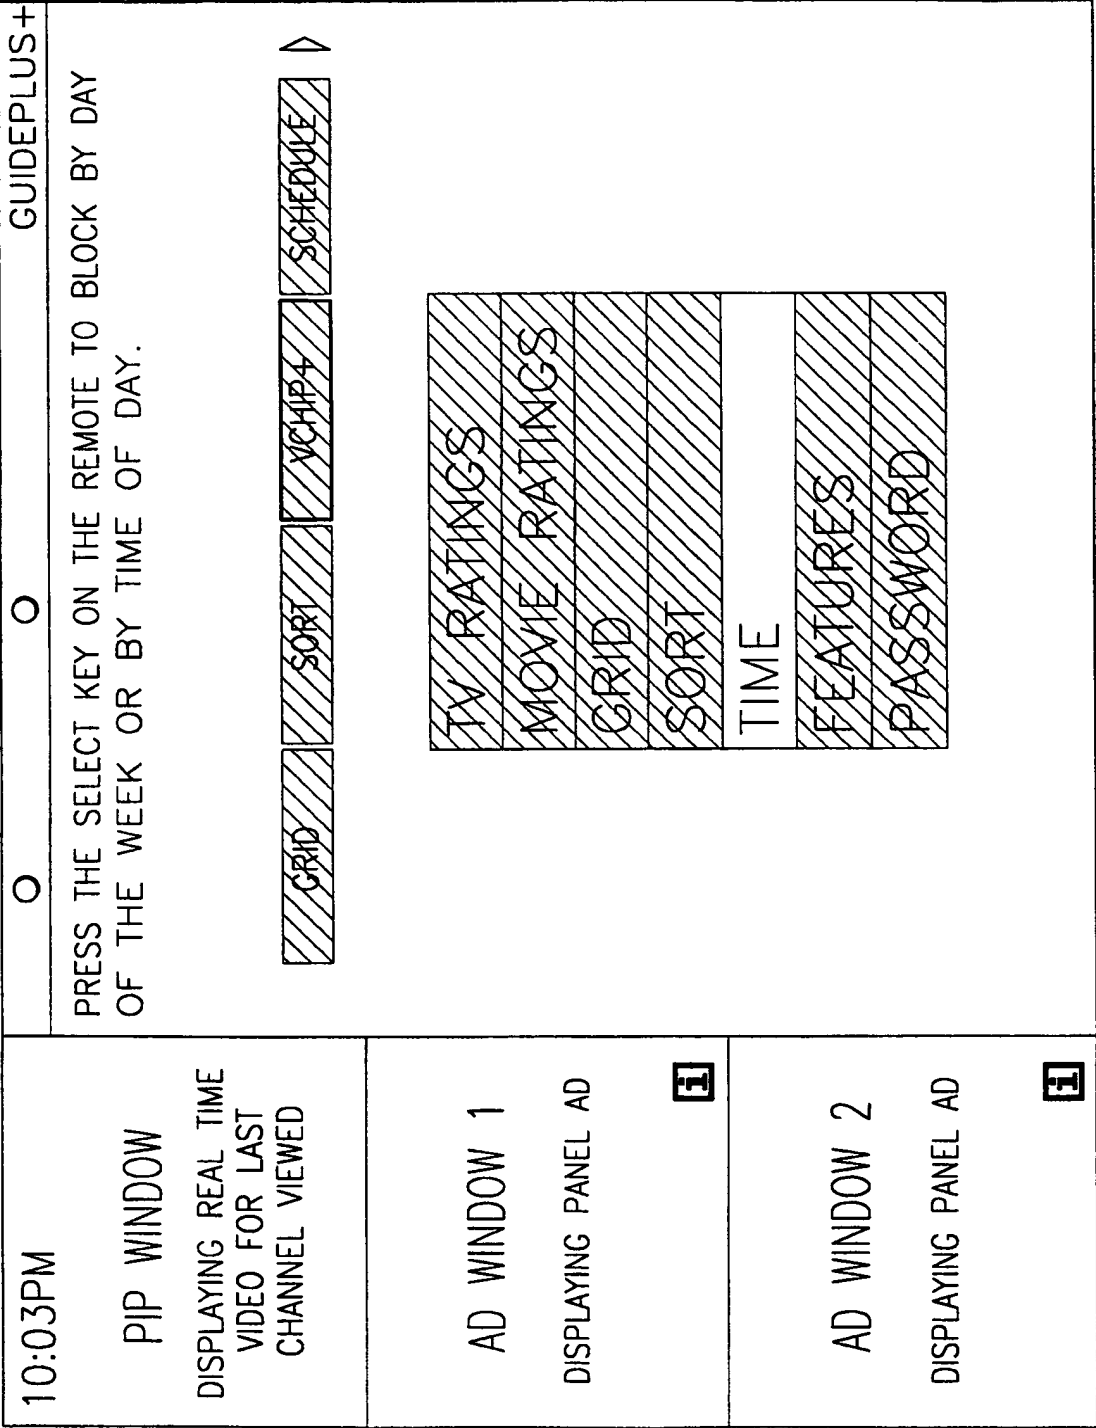 10:03PM
GUIDEPLUS+
PIP WINDOW
DISPLAYING REAL TIME
VIDEO FOR LAST
CHANNEL VIEWED
AD WINDOW 1
DISPLAYING PANEL AD
i
AD WINDOW 2
DISPLAYING PANEL AD
i
PRESS THE SELECT KEY ON THE REMOTE TO BLOCK BY DAY
OF THE WEEK OR BY TIME OF DAY.
GRID SORT VCHIP+ SCHEDULE
TV RATINGS
MOVIE RATINGS
GRID
SORT
TIME
FEATURES
PASSWORD